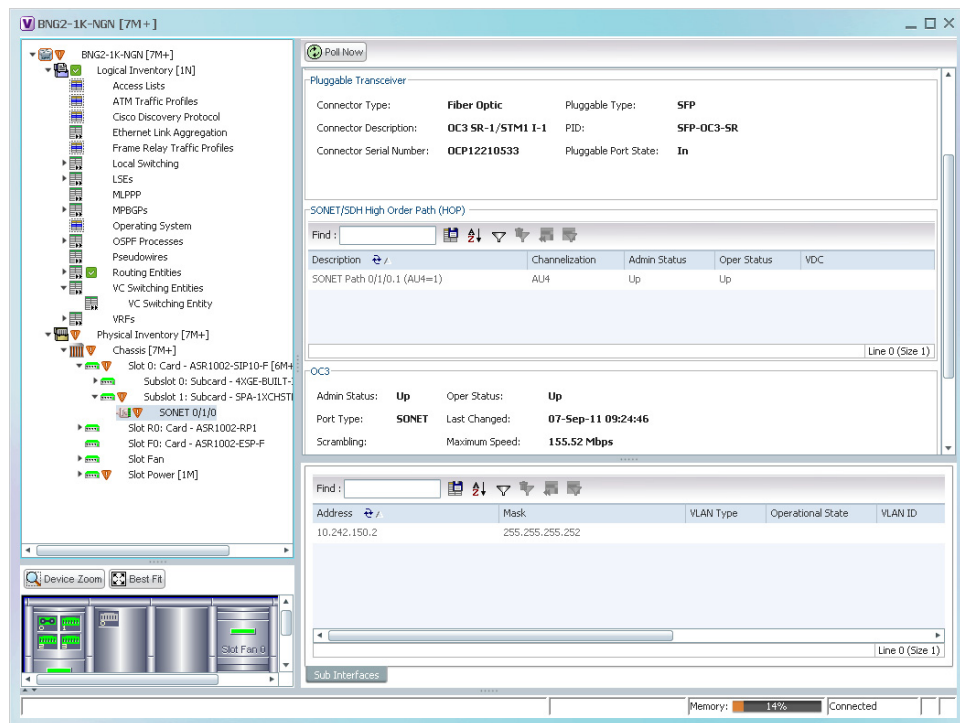 BNG2-1K-NGN [7M+]
BNG2-1K-NGN [7M+]
Logical Inventory [1N]
Access Lists
ATM Traffic Profiles
Cisco Discovery Protocol
Ethernet Link Aggregation
Frame Relay Traffic Profiles
Local Switching
LSEs
MLPPP
MPBGPs
Operating System
OSPF Processes
Pseudowires
Routing Entities
VC Switching Entities
VC Switching Entity
VRFs
Physical Inventory [7M+]
Chassis [7M+]
Slot 0: Card - ASR1002-SIP10-F [6M+
Subslot 0: Subcard - 4XGE-BUILT-
Subslot 1: Subcard - SPA-1XCHST
SONET 0/1/0
Slot R0: Card - ASR1002-RP1
Slot F0: Card - ASR1002-ESP-F
Slot Fan
Slot Power [1M]
Device Zoom Best Fit
Slot Fan 0
Poll Now
Pluggable Transceiver
Connector Type: Fiber Optic Pluggable Type: SFP
Connector Description: OC3 SR-1/STM1 I-1 PID: SFP-OC3-SR
Connector Serial Number: OCP12210533 Pluggable Port State: In
SONET/SDH High Order Path (HOP)
Find :
Description Channelization Admin Status Oper Status VDC
SONET Path 0/1/0.1 (AU4=1) AU4 Up Up
Line 0 (Size 1)
OC3
Admin Status: Up Oper Status: Up
Port Type: SONET Last Changed: 07-Sep-11 09:24:46
Scrambling: Maximum Speed: 155.52 Mbps
Find :
Address Mask VLAN Type Operational State VLAN ID
10.242.150.2 255.255.255.252
Line 0 (Size 1)
Sub Interfaces
Memory: 14% Connected